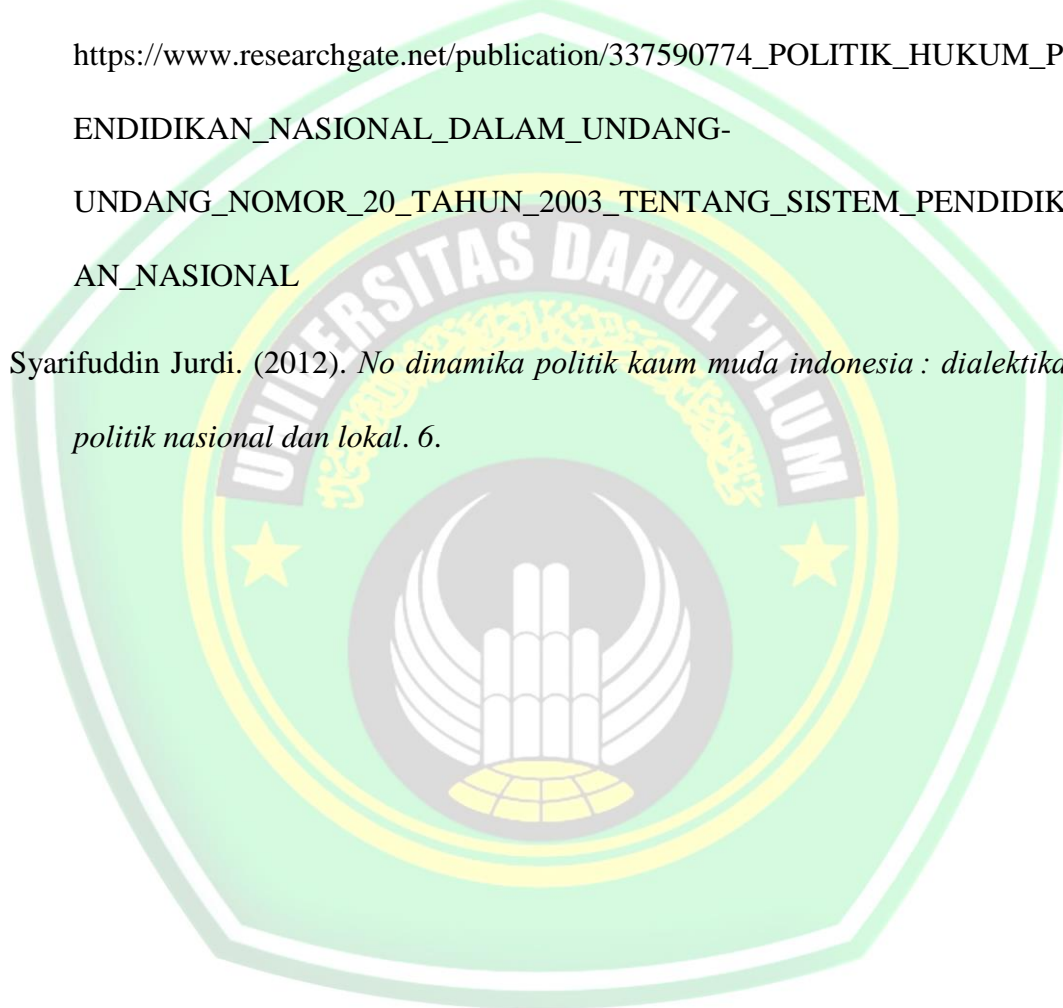 https://www.researchgate.net/publication/337590774_POLITIK_HUKUM_P
ENDIDIKAN_NASIONAL_DALAM_UNDANG-
UNDANG_NOMOR_20_TAHUN_2003_TENTANG_SISTEM_PENDIDIK
AN_NASIONAL
UNIVERSITAS DARUL 'ULUM
Syarifuddin Jurdi. (2012). No dinamika politik kaum muda indonesia : dialektika
politik nasional dan lokal. 6.